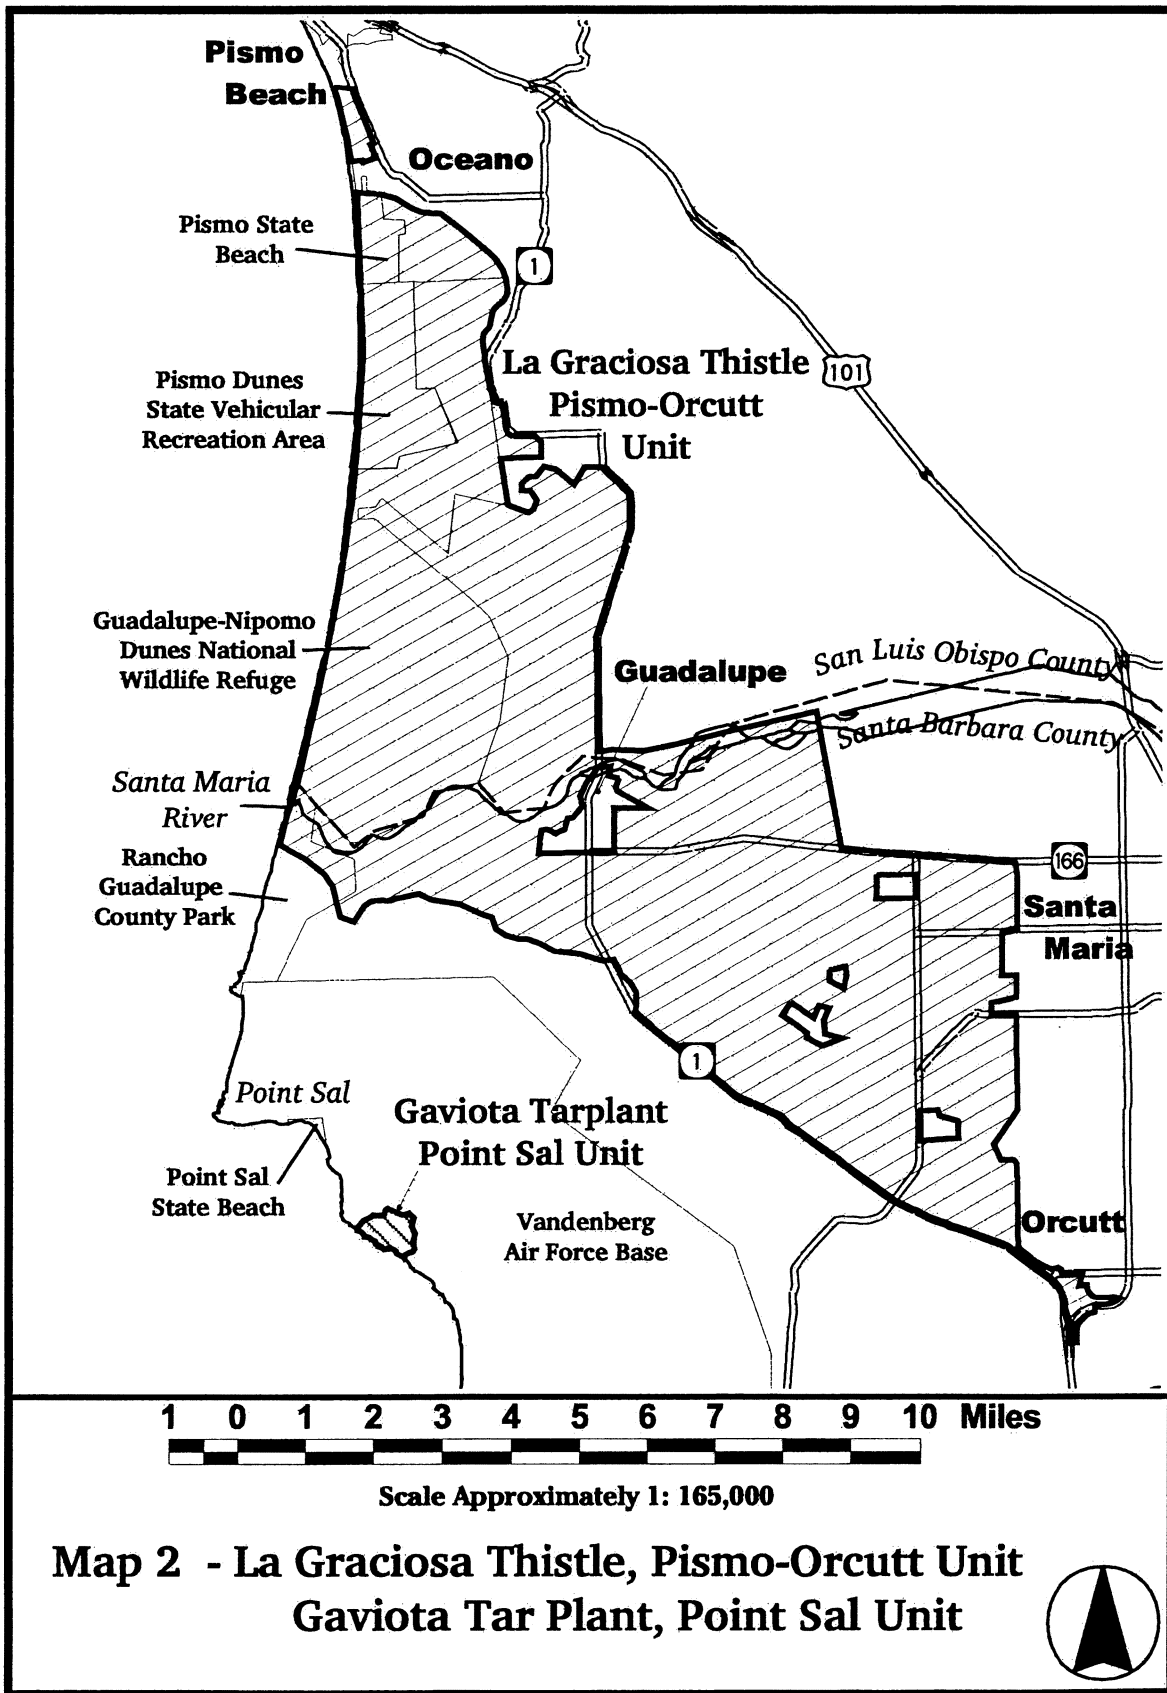 Pismo
Beach
Oceano
Pismo State
Beach
1
La Graciosa Thistle
Pismo-Orcutt
Unit
101
Pismo Dunes
State Vehicular
Recreation Area
Guadalupe-Nipomo
Dunes National
Wildlife Refuge
Guadalupe
San Luis Obispo County
Santa Barbara County
Santa Maria
River
Rancho
Guadalupe
County Park
166
Santa
Maria
1
Point Sal
Gaviota Tarplant
Point Sal Unit
Point Sal
State Beach
Vandenberg
Air Force Base
Orcutt
1 0 1 2 3 4 5 6 7 8 9 10 Miles
Scale Approximately 1: 165,000
Map 2 - La Graciosa Thistle, Pismo-Orcutt Unit
Gaviota Tar Plant, Point Sal Unit